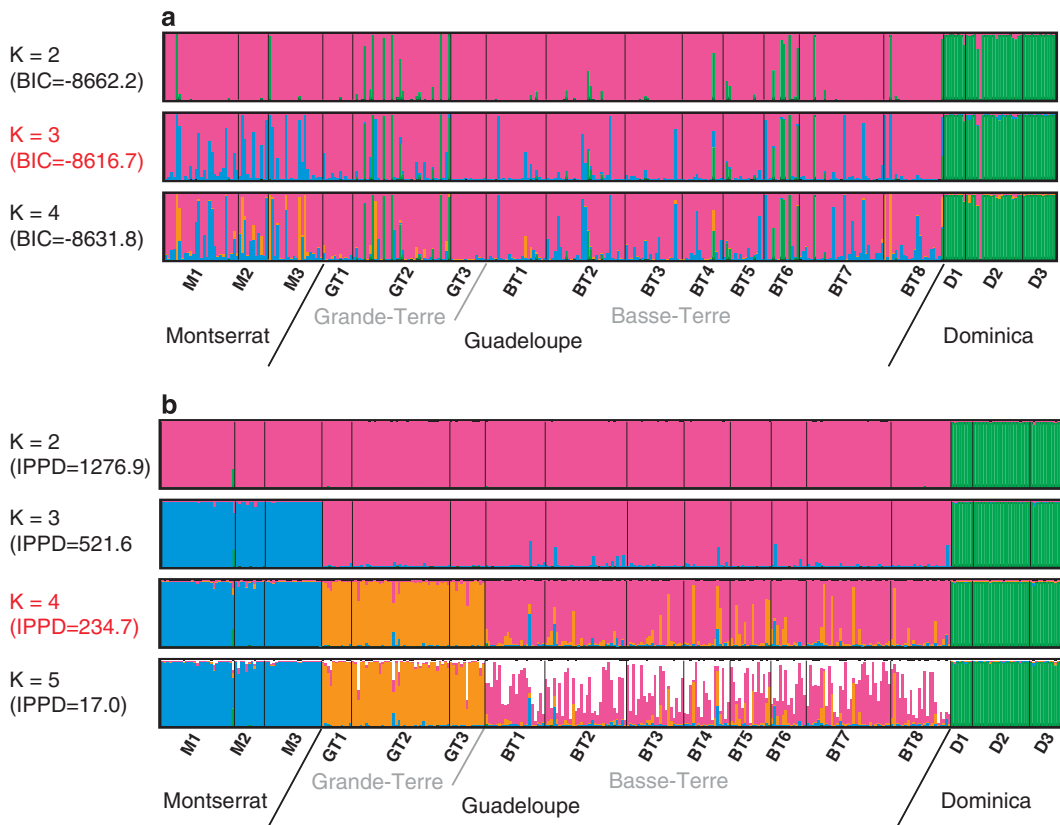 a
K = 2
(BIC=-8662.2)
K = 3
(BIC=-8616.7)
K = 4
(BIC=-8631.8)
M1 M2 M3 GT1 GT2 GT3 BT1 BT2 BT3 BT4 BT5 BT6 BT7 BT8 D1 D2 D3
Grande-Terre Basse-Terre
Montserrat Guadeloupe Dominica
b
K = 2
(IPPD=1276.9)
K = 3
(IPPD=521.6
K = 4
(IPPD=234.7)
K = 5
(IPPD=17.0)
M1 M2 M3 GT1 GT2 GT3 BT1 BT2 BT3 BT4 BT5 BT6 BT7 BT8 D1 D2 D3
Grande-Terre Basse-Terre
Montserrat Guadeloupe Dominica